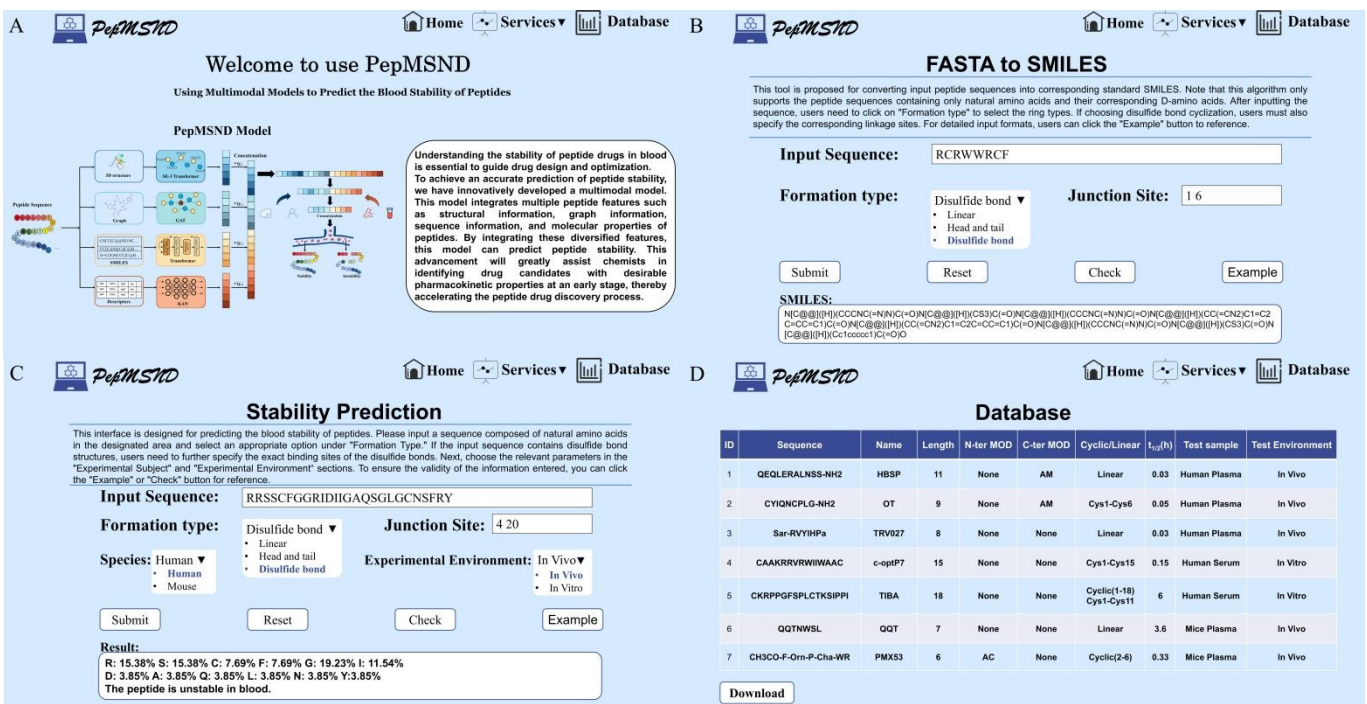 A
PepMSND
Home Services▾ Database
Welcome to use PepMSND
Using Multimodal Models to Predict the Blood Stability of Peptides
PepMSND Model
Peptide Sequence
3D-structure
SE-3 Transformer
Concatenation
Graph
GAT
SMILES
Transformer
Descriptors
KAN
Concatenation
Stability
Instability
Understanding the stability of peptide drugs in blood
is essential to guide drug design and optimization.
To achieve an accurate prediction of peptide stability,
we have innovatively developed a multimodal model.
This model integrates multiple peptide features such
as structural information, graph information,
sequence information, and molecular properties of
peptides. By integrating these diversified features,
this model can predict peptide stability. This
advancement will greatly assist chemists in
identifying drug candidates with desirable
pharmacokinetic properties at an early stage, thereby
accelerating the peptide drug discovery process.
B
PepMSND
Home Services▾ Database
FASTA to SMILES
This tool is proposed for converting input peptide sequences into corresponding standard SMILES. Note that this algorithm only
supports the peptide sequences containing only natural amino acids and their corresponding D-amino acids. After inputting the
sequence, users need to click on "Formation type" to select the ring types. If choosing disulfide bond cyclization, users must also
specify the corresponding linkage sites. For detailed input formats, users can click the "Example" button to reference.
Input Sequence: RCRWWRCF
Formation type: Disulfide bond ▼ Junction Site: 1 6
• Linear
• Head and tail
• Disulfide bond
Submit Reset Check Example
SMILES:
N[C@@]([H])(CCCNC(=N)N)C(=O)N[C@@]([H])(CS3)C(=O)N[C@@]([H])(CCCNC(=N)N)C(=O)N[C@@]([H])(CC(=CN2)C1=C2
C=CC=C1)C(=O)N[C@@]([H])(CC(=CN2)C1=C2C=CC=C1)C(=O)N[C@@]([H])(CCCNC(=N)N)C(=O)N[C@@]([H])(CS3)C(=O)N
[C@@]([H])(Cc1ccccc1)C(=O)O
C
PepMSND
Home Services▾ Database
Stability Prediction
This interface is designed for predicting the blood stability of peptides. Please input a sequence composed of natural amino acids
in the designated area and select an appropriate option under "Formation Type." If the input sequence contains disulfide bond
structures, users need to further specify the exact binding sites of the disulfide bonds. Next, choose the relevant parameters in the
"Experimental Subject" and "Experimental Environment" sections. To ensure the validity of the information entered, you can click
the "Example" or "Check" button for reference.
Input Sequence: RRSSCFGGRIDIIGAQSGLGCNSFRY
Formation type: Disulfide bond ▼ Junction Site: 4 20
• Linear
• Head and tail
• Disulfide bond
Species: Human ▼ Experimental Environment: In Vivo▼
• Human
• Mouse
• In Vivo
• In Vitro
Submit Reset Check Example
Result:
R: 15.38% S: 15.38% C: 7.69% F: 7.69% G: 19.23% I: 11.54%
D: 3.85% A: 3.85% Q: 3.85% L: 3.85% N: 3.85% Y:3.85%
The peptide is unstable in blood.
D
PepMSND
Home Services▾ Database
Database
ID Sequence Name Length N-ter MOD C-ter MOD Cyclic/Linear t1/2(h) Test sample Test Environment
1 QEQLERALNSS-NH2 HBSP 11 None AM Linear 0.03 Human Plasma In Vivo
2 CYIQNCPLG-NH2 OT 9 None AM Cys1-Cys6 0.05 Human Plasma In Vivo
3 Sar-RVYIHPa TRV027 8 None None Linear 0.03 Human Plasma In Vivo
4 CAAKRRVRWIIWAAC c-optP7 15 None None Cys1-Cys15 0.15 Human Serum In Vitro
5 CKRPPGFSPLCTKSIPPI TIBA 18 None None Cyclic(1-18) Cys1-Cys11 6 Human Serum In Vitro
6 QQTNWSL QQT 7 None None Linear 3.6 Mice Plasma In Vivo
7 CH3CO-F-Orn-P-Cha-WR PMX53 6 AC None Cyclic(2-6) 0.33 Mice Plasma In Vivo
Download